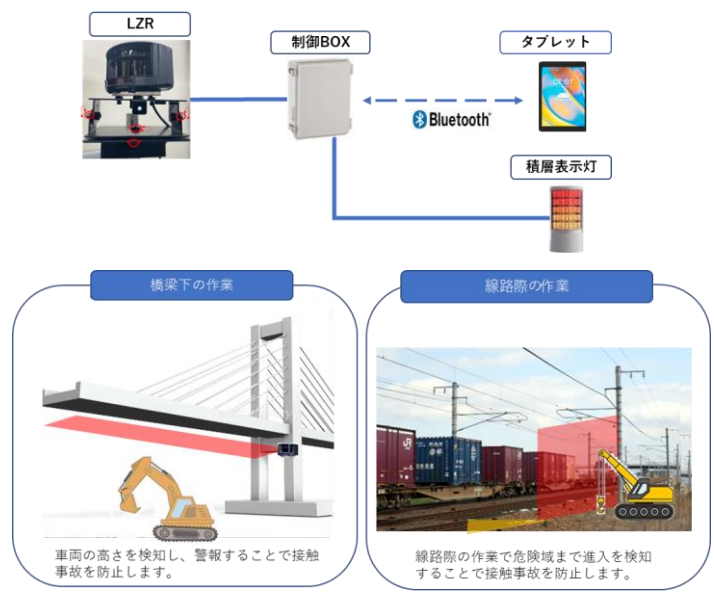 LZR
制御BOX
タブレット
Bluetooth
積層表示灯
橋梁下の作業
車両の高さを検知し、警報することで接触
事故を防止します。
線路際の作業
JR
線路際の作業で危険域まで進入を検知
することで接触事故を防止します。